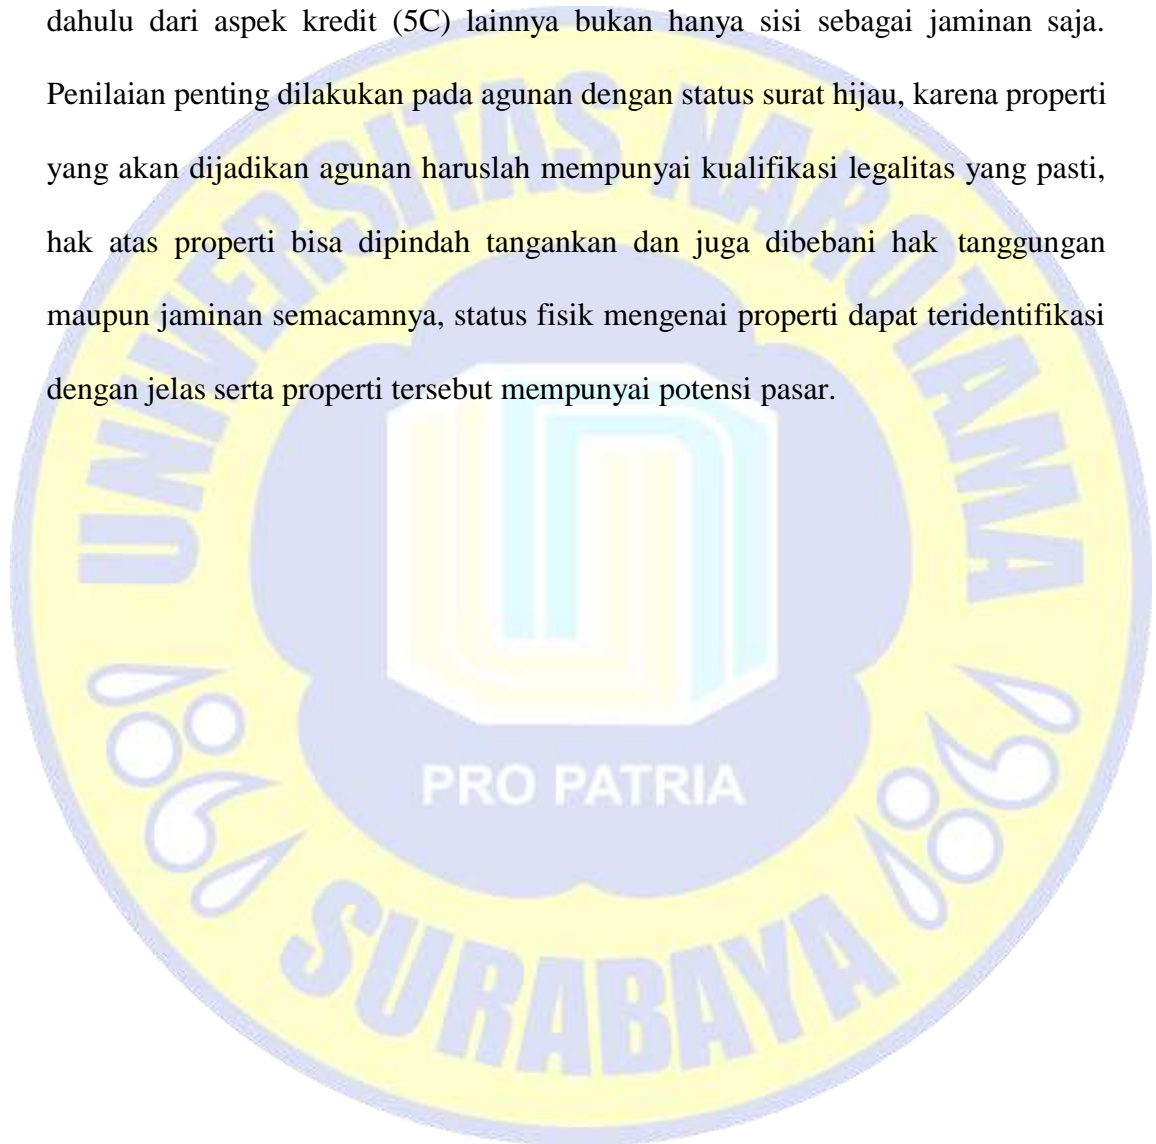 dahulu dari aspek kredit (5C) lainnya bukan hanya sisi sebagai jaminan saja.
Penilaian penting dilakukan pada agunan dengan status surat hijau, karena properti
yang akan dijadikan agunan haruslah mempunyai kualifikasi legalitas yang pasti,
hak atas properti bisa dipindah tangankan dan juga dibebani hak tanggungan
maupun jaminan semacamnya, status fisik mengenai properti dapat teridentifikasi
dengan jelas serta properti tersebut mempunyai potensi pasar.
UNIVERSITAS NAROTAMA
PRO PATRIA
SURABAYA